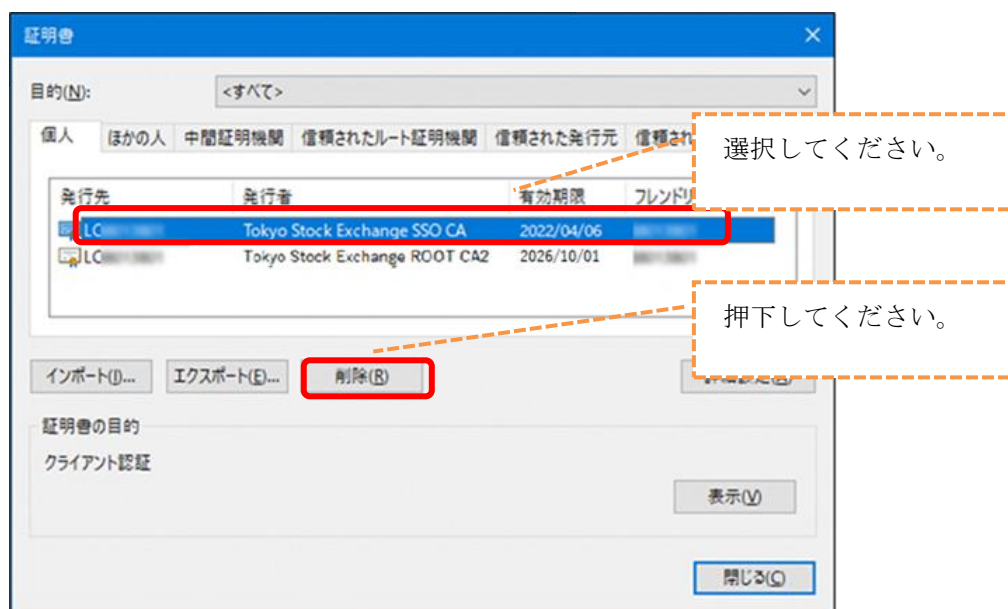 証明書
目的(N): <すべて>
個人 ほかの人 中間証明機関 信頼されたルート証明機関 信頼された発行元 信頼され
選択してください。
発行先 発行者 有効期限 フレンドリ
LC Tokyo Stock Exchange SSO CA 2022/04/06
LC Tokyo Stock Exchange ROOT CA2 2026/10/01
押下してください。
インポート(I)... エクスポート(E)... 削除(R)
証明書の目的
クライアント認証
表示(V)
閉じる(C)